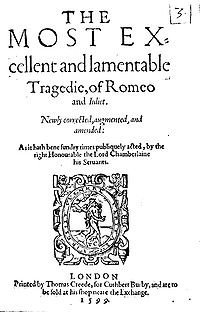 THE
3.
MOST EX-
cellent and lamentable
Tragedie, of Romeo
and Iuliet.
Newly corrected, augmented, and
amended:
As it hath bene sundry times publiquely acted, by the
right Honourable the Lord Chamberlaine
his Seruants.
LONDON
Printed by Thomas Creede, for Cuthbert Burby, and are to
be sold at his shop neare the Exchange.
1599.